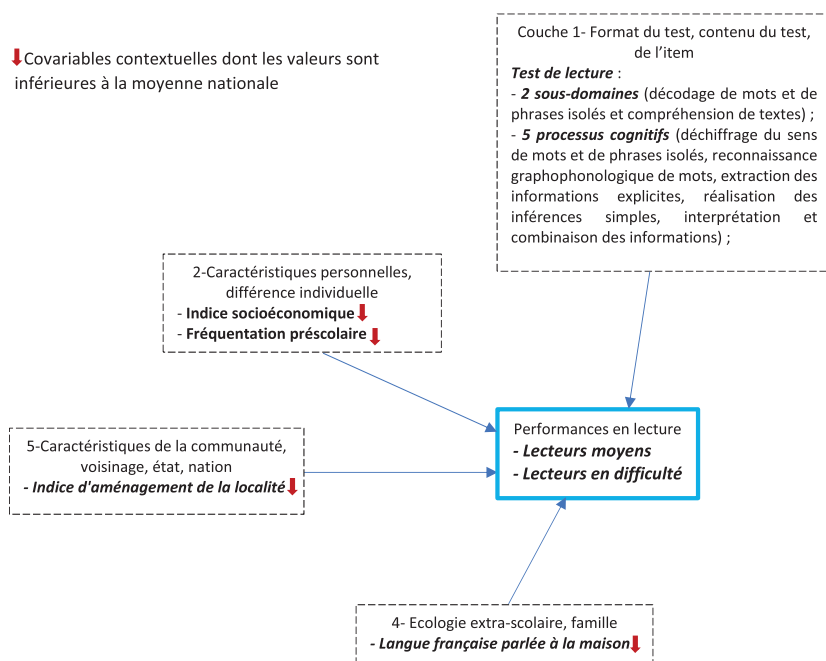 Covariables contextuelles dont les valeurs sont
inférieures à la moyenne nationale
Couche 1- Format du test, contenu du test,
de l'item
Test de lecture :
- 2 sous-domaines (décodage de mots et de
phrases isolés et compréhension de textes) ;
- 5 processus cognitifs (déchiffrage du sens
de mots et de phrases isolés, reconnaissance
graphophonologique de mots, extraction des
informations explicites, réalisation des
inférences simples, interprétation et
combinaison des informations) ;
2-Caractéristiques personnelles,
différence individuelle
- Indice socioéconomique
- Fréquentation préscolaire
Performances en lecture
- Lecteurs moyens
- Lecteurs en difficulté
5-Caractéristiques de la communauté,
voisinage, état, nation
- Indice d'aménagement de la localité
4- Ecologie extra-scolaire, famille
- Langue française parlée à la maison